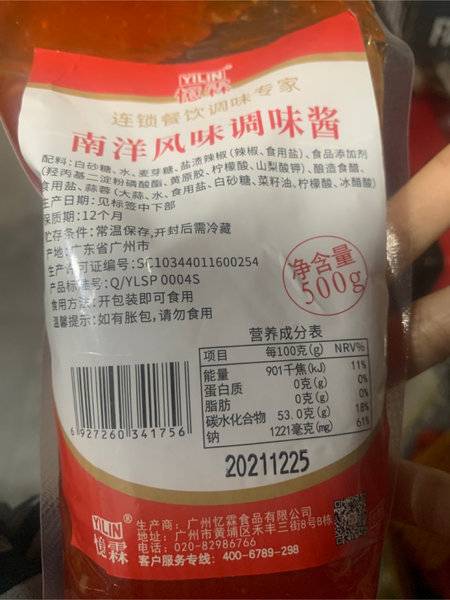 YILIN
憶霖®
连锁餐饮调味专家
南洋风味调味酱
配料:白砂糖、水、麦芽糖、盐渍辣椒(辣椒、食用盐)、食品添加剂
(羟丙基二淀粉磷酸酯、黄原胶、柠檬酸、山梨酸钾)、酿造食醋、
食用盐、蒜蓉(大蒜、水、食用盐、白砂糖、菜籽油、柠檬酸、冰醋酸)
生产日期:见标签中下部
保质期:12个月
贮存条件:常温保存,开封后需冷藏
产地:广东省广州市
生产许可证编号:SC10344011600254
产品标准号:Q/YLSP 0004S
食用方法:开包装即可食用
温馨提示:如有胀包,请勿食用
净含量
500g
营养成分表
项目 每100克(g) NRV%
能量 901千焦(kJ) 11%
蛋白质 0克(g) 0%
脂肪 0克(g) 0%
碳水化合物 53.0克(g) 18%
钠 1221毫克(mg) 61%
6 927260 341756
20211225
YILIN
憶霖®
生产商:广州忆霖食品有限公司
地址:广州市黄埔区禾丰三街8号B栋
电话:020-82986766
客户服务专线:400-6789-298